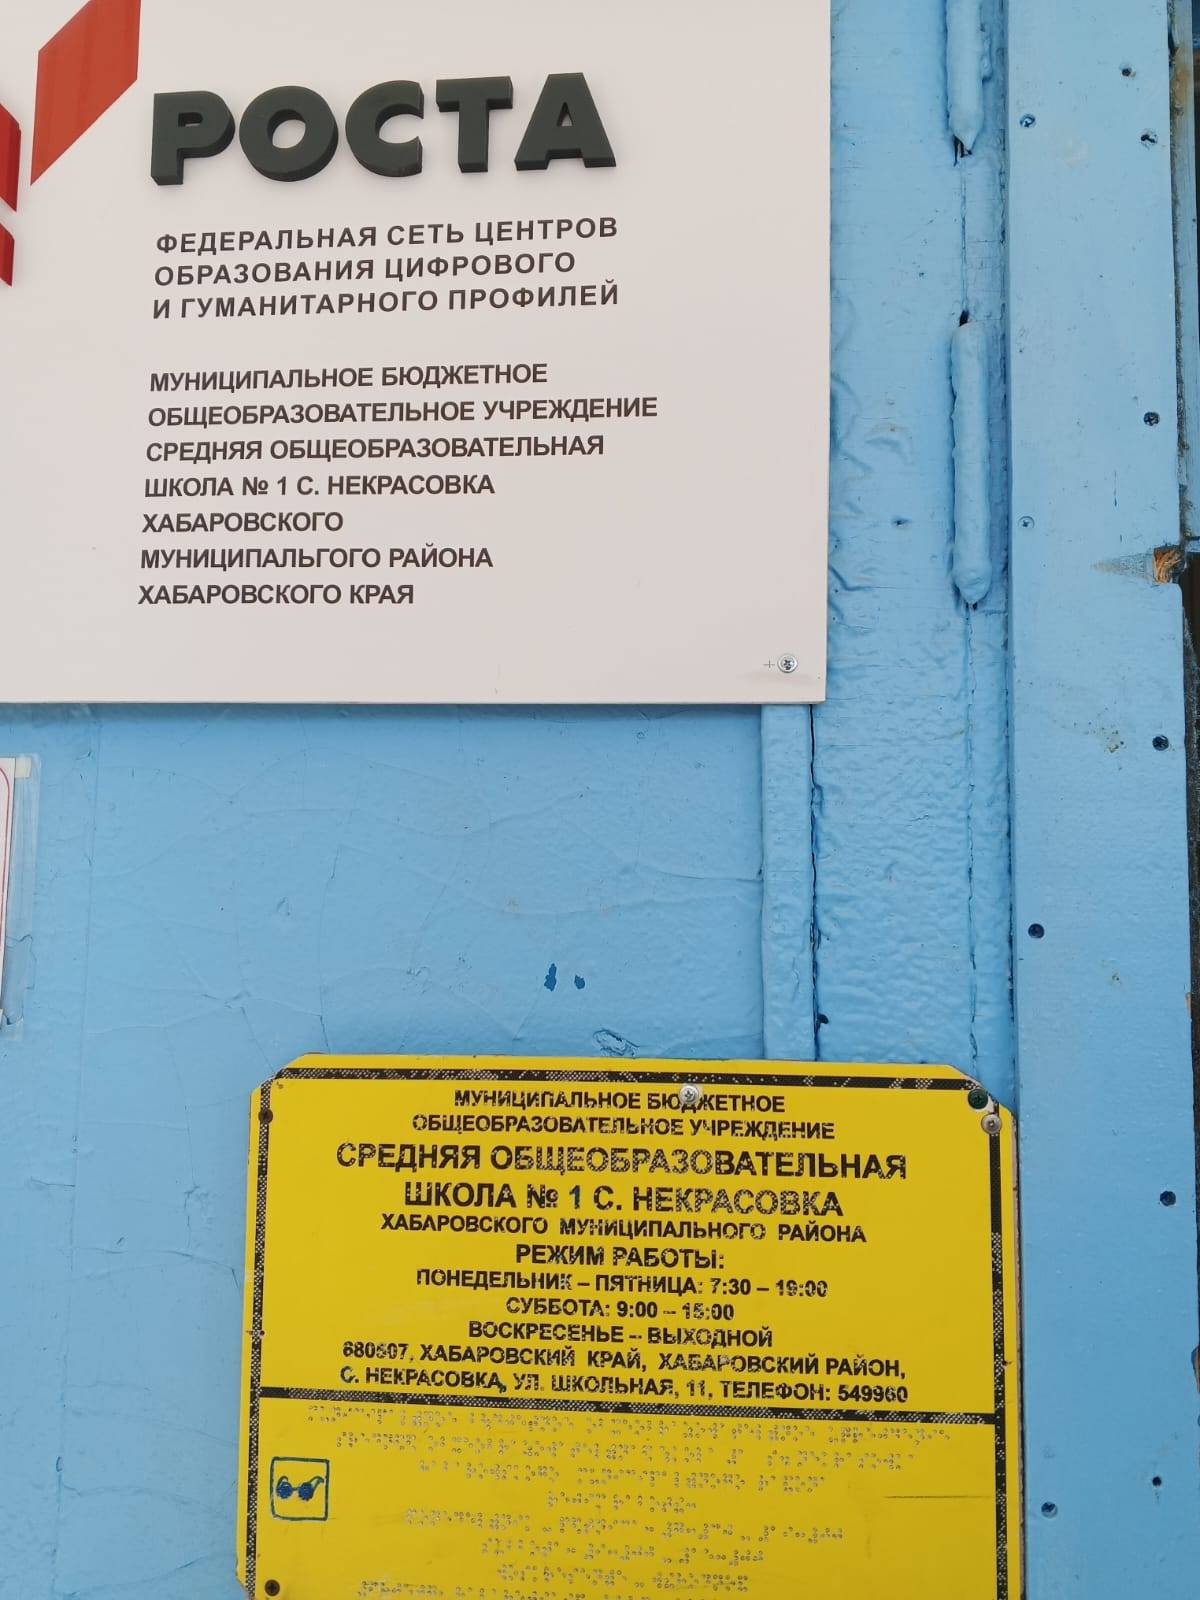 РОСТА
ФЕДЕРАЛЬНАЯ СЕТЬ ЦЕНТРОВ
ОБРАЗОВАНИЯ ЦИФРОВОГО
И ГУМАНИТАРНОГО ПРОФИЛЕЙ
МУНИЦИПАЛЬНОЕ БЮДЖЕТНОЕ
ОБЩЕОБРАЗОВАТЕЛЬНОЕ УЧРЕЖДЕНИЕ
СРЕДНЯЯ ОБЩЕОБРАЗОВАТЕЛЬНАЯ
ШКОЛА № 1 С. НЕКРАСОВКА
ХАБАРОВСКОГО
МУНИЦИПАЛЬГОГО РАЙОНА
ХАБАРОВСКОГО КРАЯ
МУНИЦИПАЛЬНОЕ БЮДЖЕТНОЕ
ОБЩЕОБРАЗОВАТЕЛЬНОЕ УЧРЕЖДЕНИЕ
СРЕДНЯЯ ОБЩЕОБРАЗОВАТЕЛЬНАЯ
ШКОЛА № 1 С. НЕКРАСОВКА
ХАБАРОВСКОГО МУНИЦИПАЛЬНОГО РАЙОНА
РЕЖИМ РАБОТЫ:
ПОНЕДЕЛЬНИК – ПЯТНИЦА: 7:30 – 19:00
СУББОТА: 9:00 – 15:00
ВОСКРЕСЕНЬЕ – ВЫХОДНОЙ
680507, ХАБАРОВСКИЙ КРАЙ, ХАБАРОВСКИЙ РАЙОН,
С. НЕКРАСОВКА, УЛ. ШКОЛЬНАЯ, 11, ТЕЛЕФОН: 549960